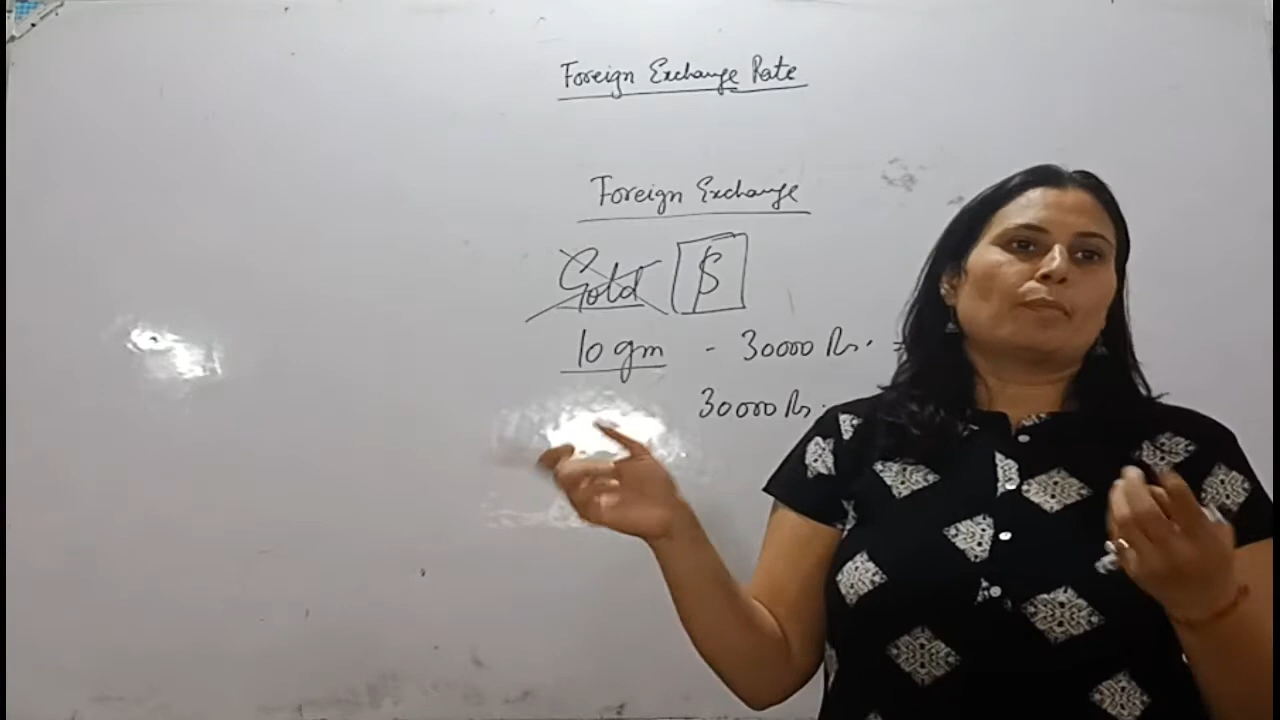 Foreign Exchange Rate
Foreign Exchange
Gold $
10 gm - 30000 Rs. =
30000 Rs.